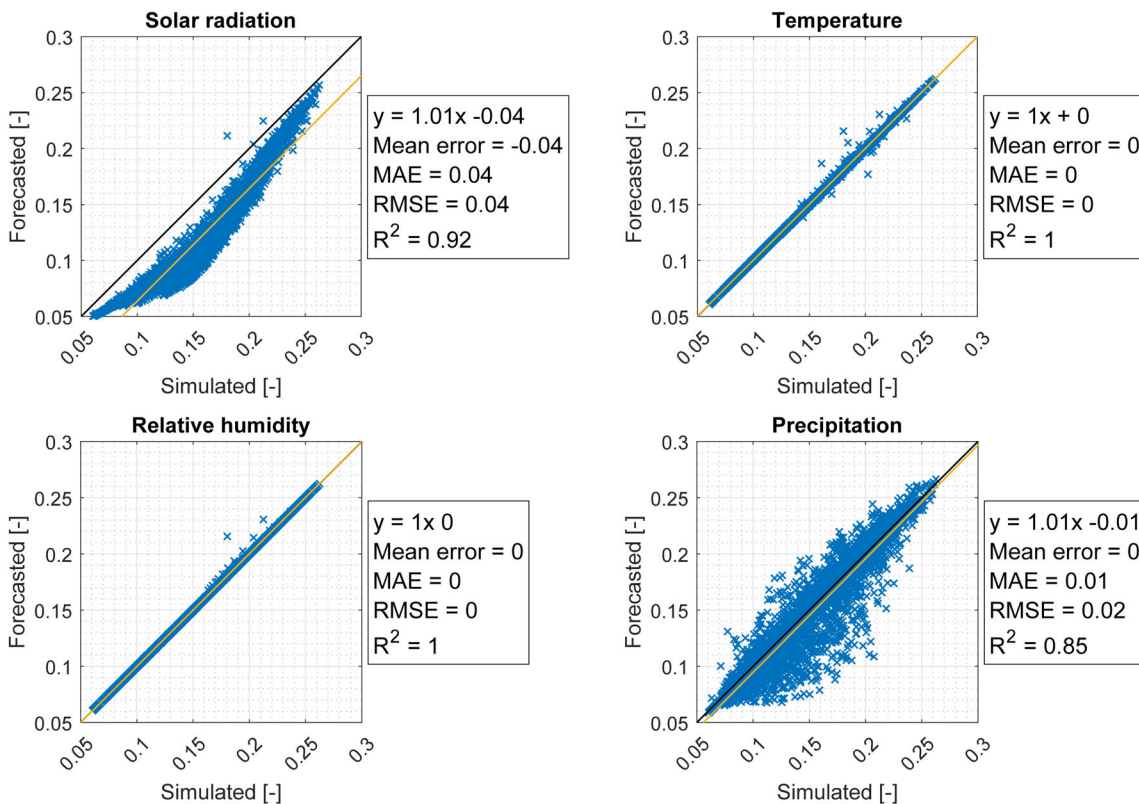 Solar radiation
0.3
0.25
0.2
0.15
0.1
0.05
Forecasted [-]
0.05
0.1
0.15
0.2
0.25
0.3
Simulated [-]
y = 1.01x -0.04
Mean error = -0.04
MAE = 0.04
RMSE = 0.04
R² = 0.92
Temperature
0.3
0.25
0.2
0.15
0.1
0.05
Forecasted [-]
0.05
0.1
0.15
0.2
0.25
0.3
Simulated [-]
y = 1x + 0
Mean error = 0
MAE = 0
RMSE = 0
R² = 1
Relative humidity
0.3
0.25
0.2
0.15
0.1
0.05
Forecasted [-]
0.05
0.1
0.15
0.2
0.25
0.3
Simulated [-]
y = 1x 0
Mean error = 0
MAE = 0
RMSE = 0
R² = 1
Precipitation
0.3
0.25
0.2
0.15
0.1
0.05
Forecasted [-]
0.05
0.1
0.15
0.2
0.25
0.3
Simulated [-]
y = 1.01x -0.01
Mean error = 0
MAE = 0.01
RMSE = 0.02
R² = 0.85